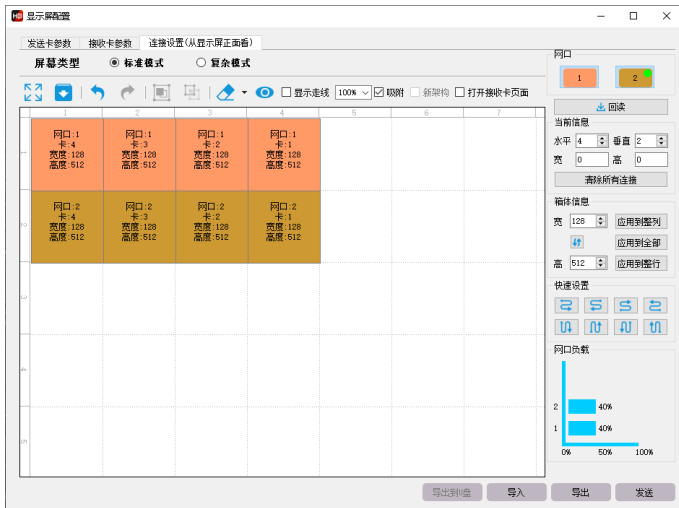 HD 显示屏配置
发送卡参数 接收卡参数 连接设置(从显示屏正面看)
屏幕类型 标准模式 复杂模式
显示走线 100% 吸附 新架构 打开接收卡页面
1 2 3 4 5 6 7
1
网口:1 网口:1 网口:1 网口:1
卡:4 卡:3 卡:2 卡:1
宽度:128 宽度:128 宽度:128 宽度:128
高度:512 高度:512 高度:512 高度:512
2
网口:2 网口:2 网口:2 网口:2
卡:4 卡:3 卡:2 卡:1
宽度:128 宽度:128 宽度:128 宽度:128
高度:512 高度:512 高度:512 高度:512
3
4
5
网口
1 2
回读
当前信息
水平 4 垂直 2
宽 0 高 0
清除所有连接
箱体信息
宽 128 应用到整列
应用到全部
高 512 应用到整行
快速设置
网口负载
2 40%
1 40%
0% 50% 100%
导出到U盘 导入 导出 发送